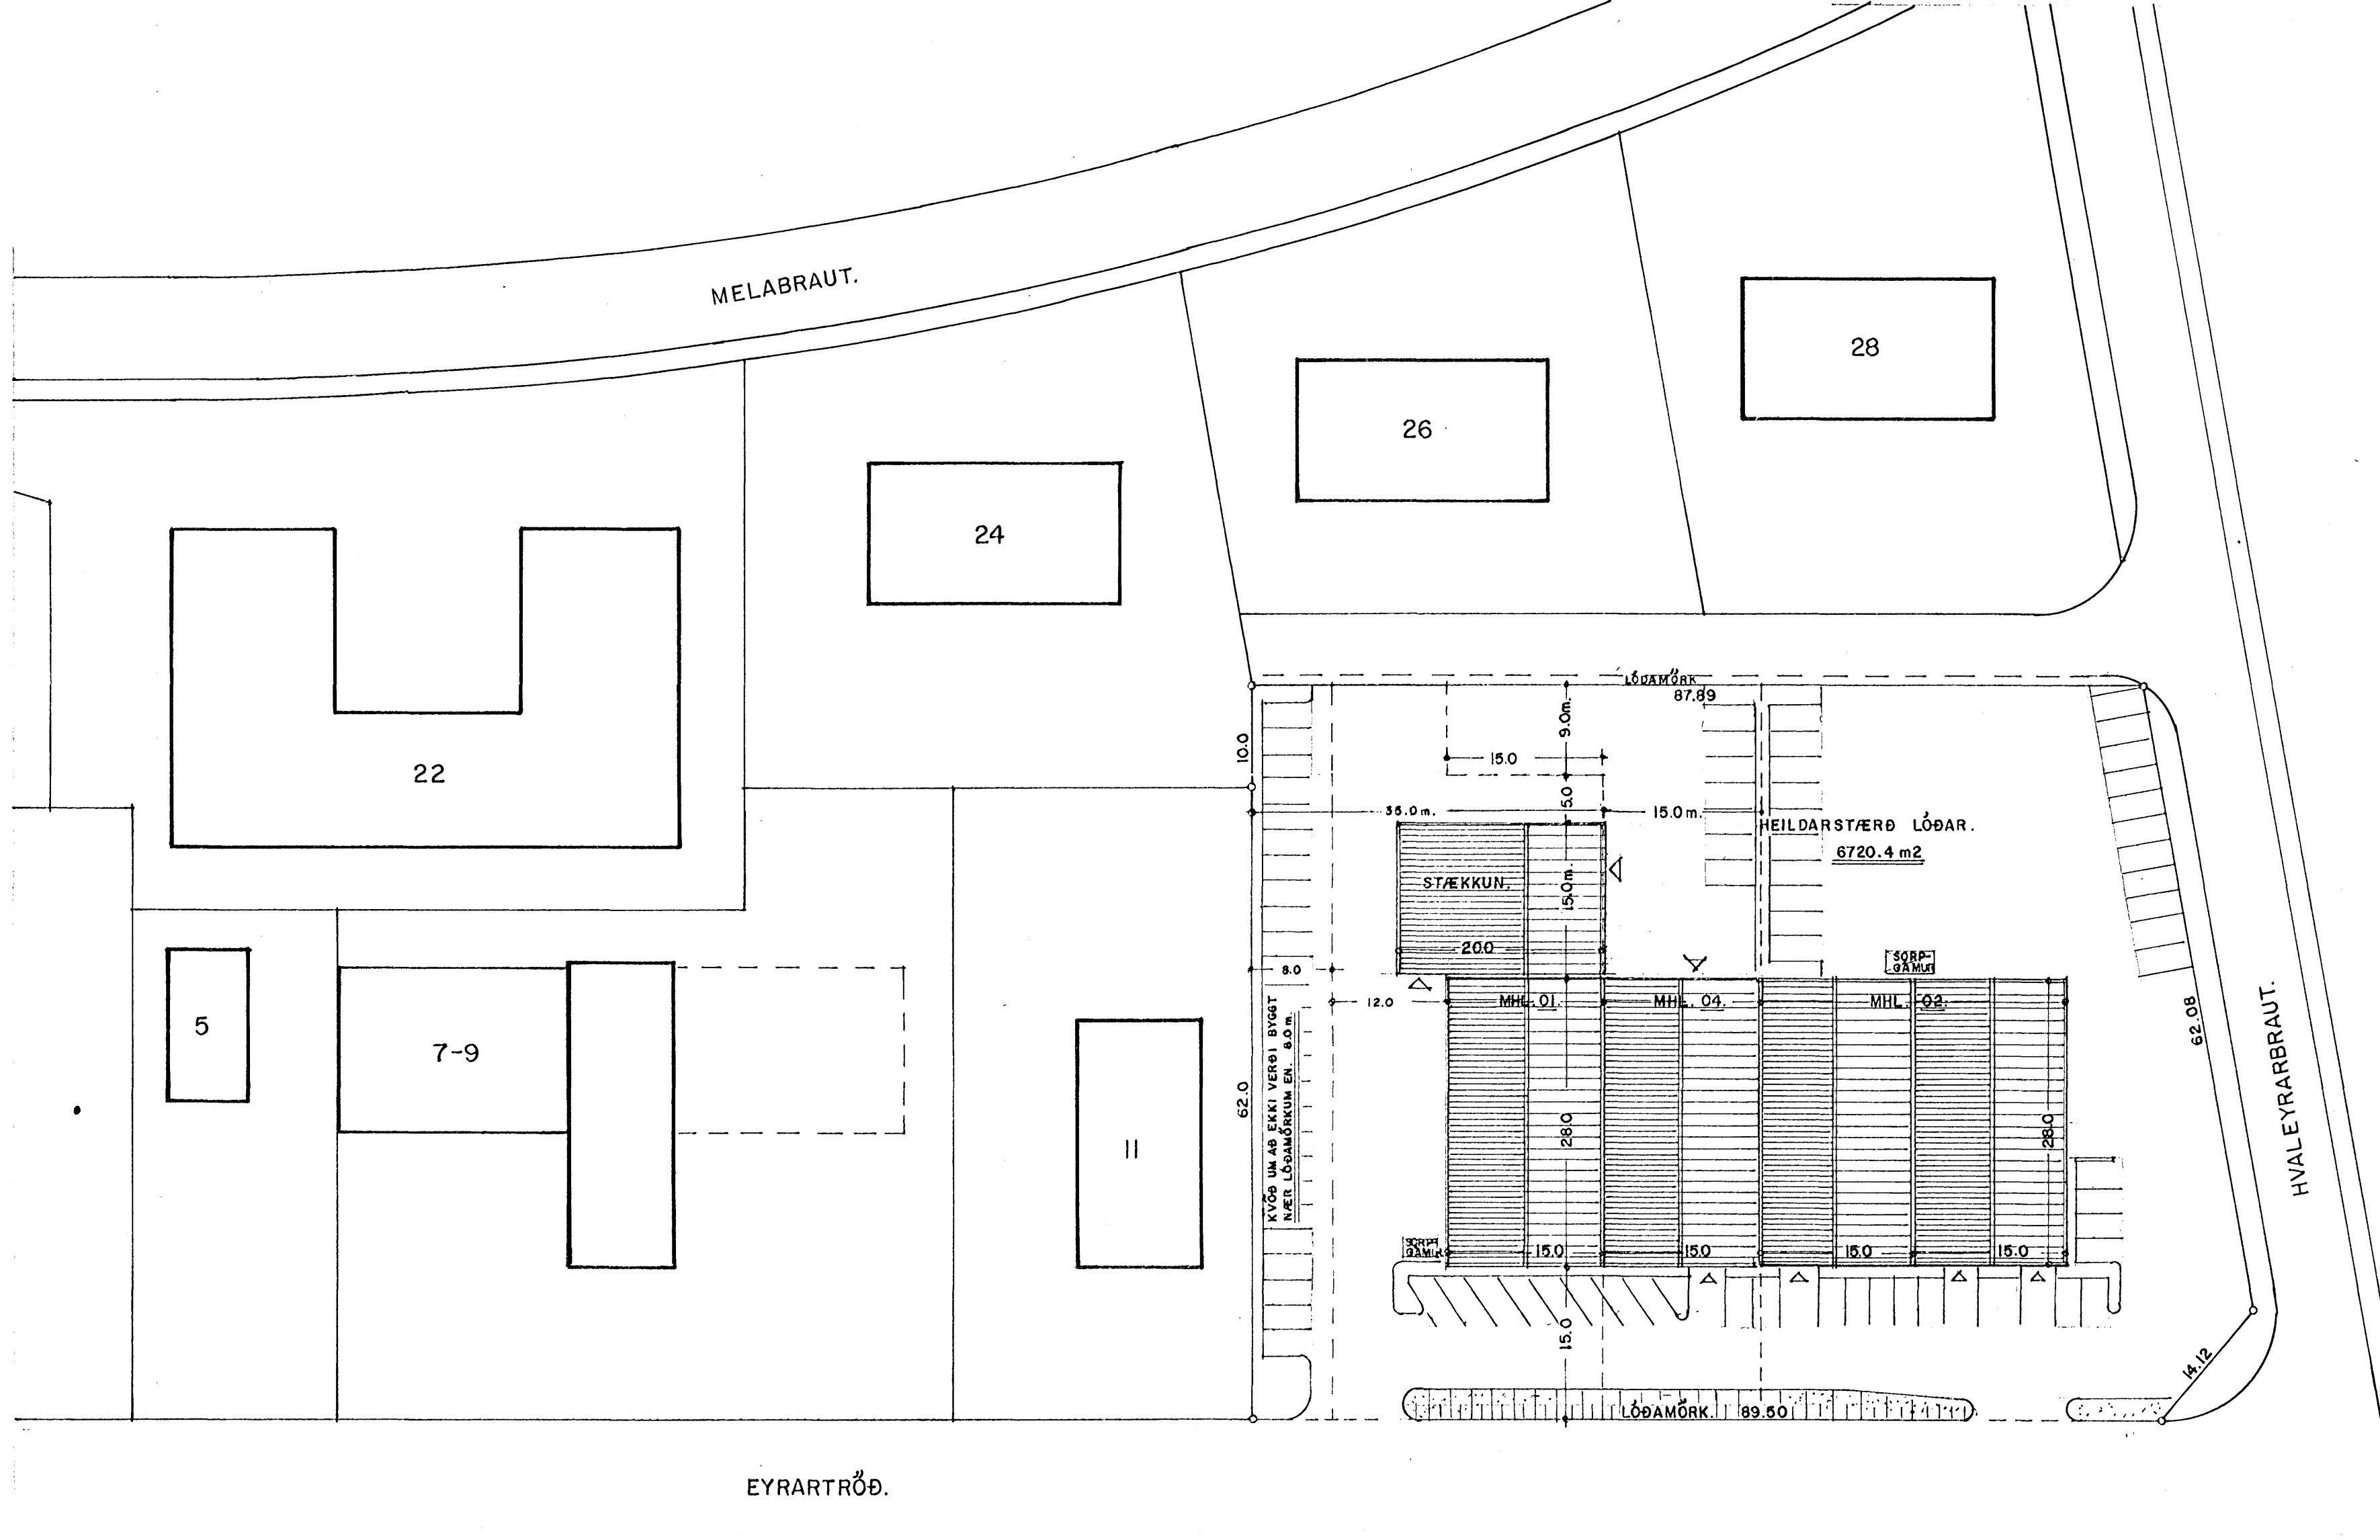 MELABRAUT.
28
26
24
22
LÓÐAMÖRK
87.89
10.0
9.0m.
15.0
5.0
35.0m.
15.0m.
HEILDARSTÆRÐ LÓÐAR.
6720.4 m2
STÆKKUN.
15.0m.
20.0
8.0
12.0
SORP-
GÁMUR
MHL. 01.
MHL. 04.
MHL. 02.
5
7-9
11
62.0
KVÖÐ UM AÐ EKKI VERÐI BYGGT
NÆR LÓÐAMÖRKUM EN. 8.0 m.
28.0
28.0
62.08
HVALEYRARBRAUT.
SORP-
GÁMUR
15.0
15.0
15.0
15.0
15.0
14.12
LÓÐAMÖRK. 89.50
EYRARTRÖÐ.